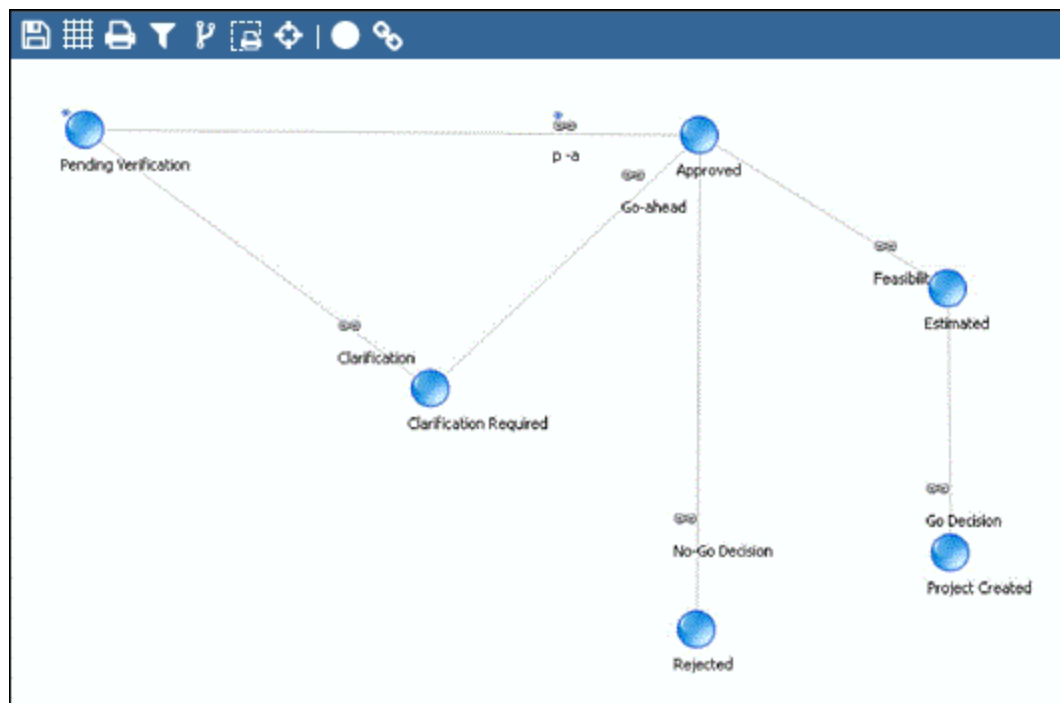 Pending Verification
p -a
Approved
Go-ahead
Feasibilit
Estimated
Clarification
Clarification Required
Go Decision
No-Go Decision
Project Created
Rejected